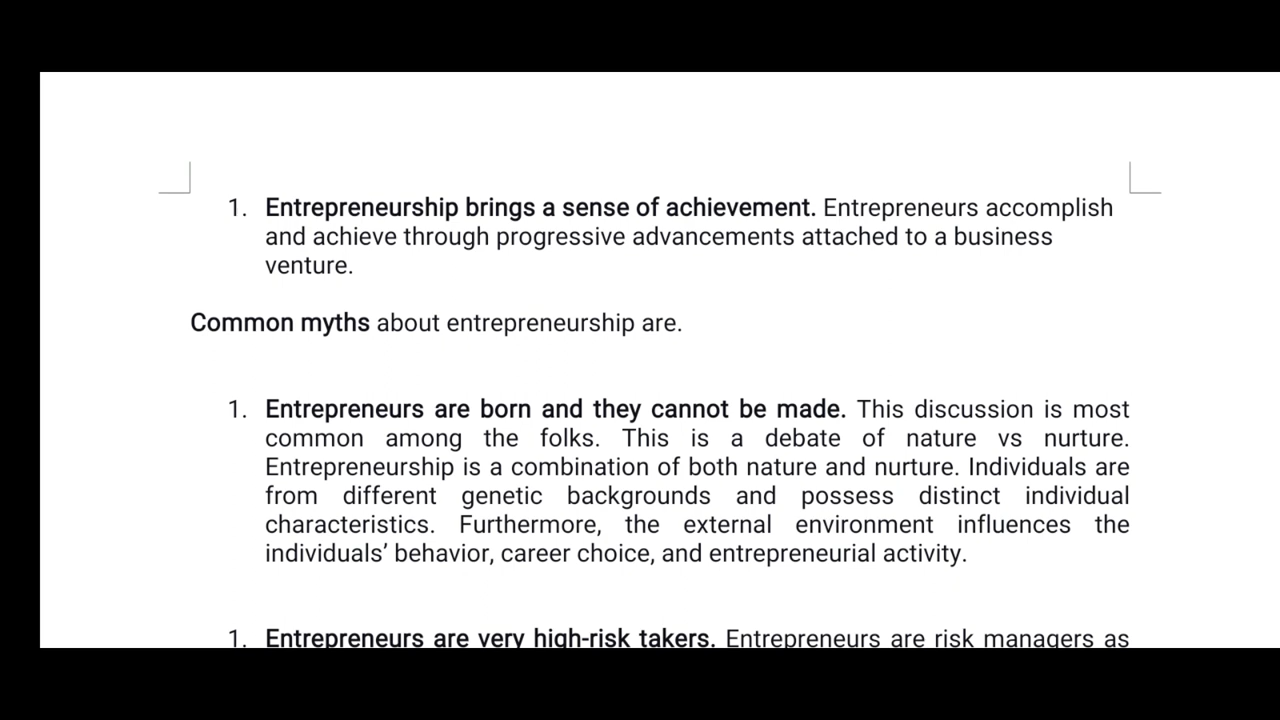 1. Entrepreneurship brings a sense of achievement. Entrepreneurs accomplish
and achieve through progressive advancements attached to a business
venture.
Common myths about entrepreneurship are.
1. Entrepreneurs are born and they cannot be made. This discussion is most
common among the folks. This is a debate of nature vs nurture.
Entrepreneurship is a combination of both nature and nurture. Individuals are
from different genetic backgrounds and possess distinct individual
characteristics. Furthermore, the external environment influences the
individuals’ behavior, career choice, and entrepreneurial activity.
1. Entrepreneurs are very high-risk takers. Entrepreneurs are risk managers as